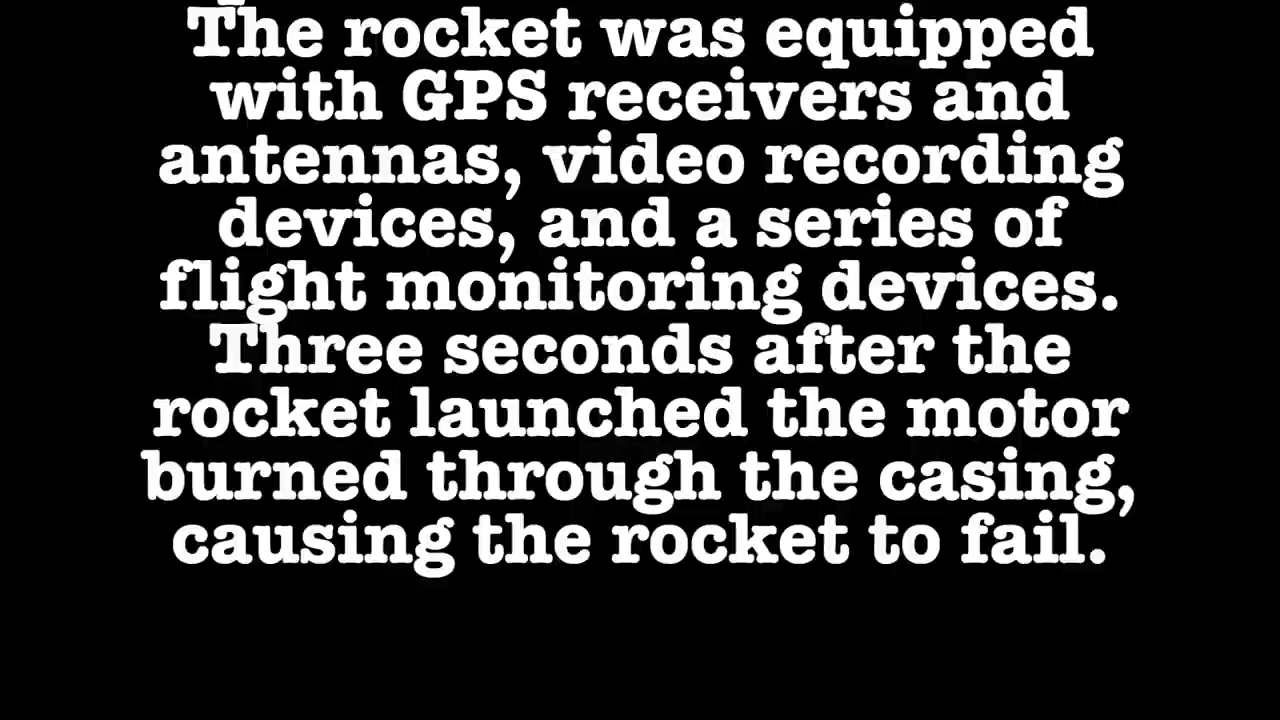 The rocket was equipped
with GPS receivers and
antennas, video recording
devices, and a series of
flight monitoring devices.
Three seconds after the
rocket launched the motor
burned through the casing,
causing the rocket to fail.